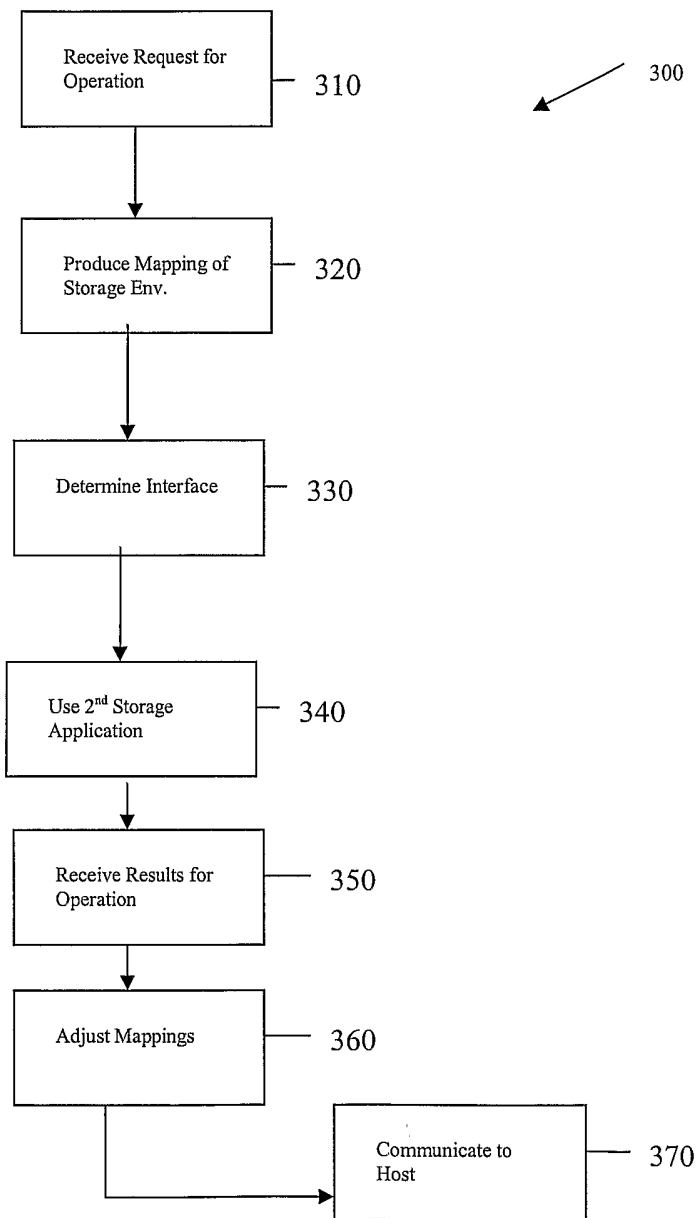 Receive Request for
Operation
310
300
Produce Mapping of
Storage Env.
320
Determine Interface
330
Use 2nd Storage
Application
340
Receive Results for
Operation
350
Adjust Mappings
360
Communicate to
Host
370